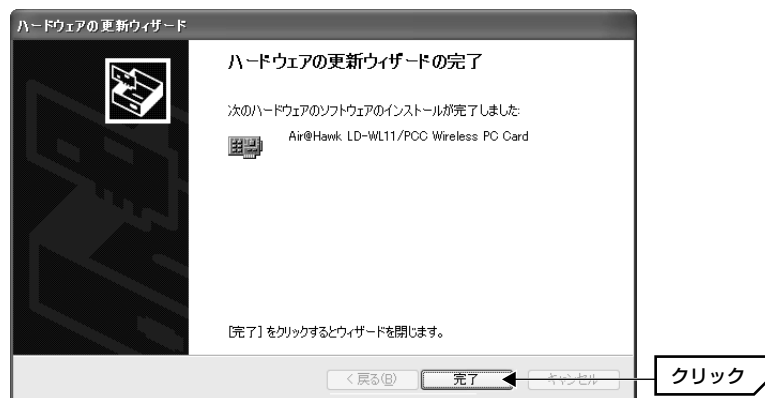 ハードウェアの更新ウィザード
ハードウェアの更新ウィザードの完了
次のハードウェアのソフトウェアのインストールが完了しました:
Air@Hawk LD-WL11/PCC Wireless PC Card
[完了] をクリックするとウィザードを閉じます。
< 戻る(B)
完了
キャンセル
クリック